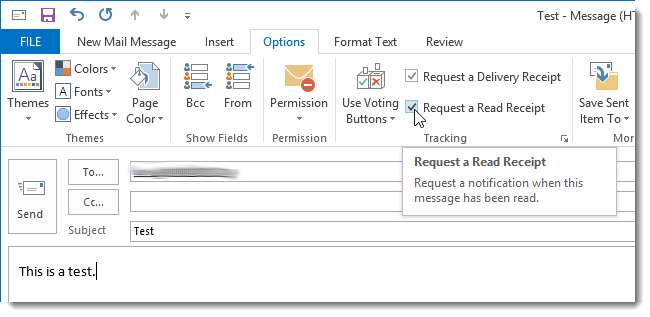 Test - Message (HT
FILE New Mail Message Insert Options Format Text Review
Aa
Themes
Colors
A Fonts
Effects
Page
Color
Themes
Bcc
From
Show Fields
Permission
Permission
Use Voting
Buttons
Request a Delivery Receipt
Request a Read Receipt
Tracking
Save Sent
Item To
Mor
Request a Read Receipt
Request a notification when this
message has been read.
Send
To...
Cc...
Subject Test
This is a test.